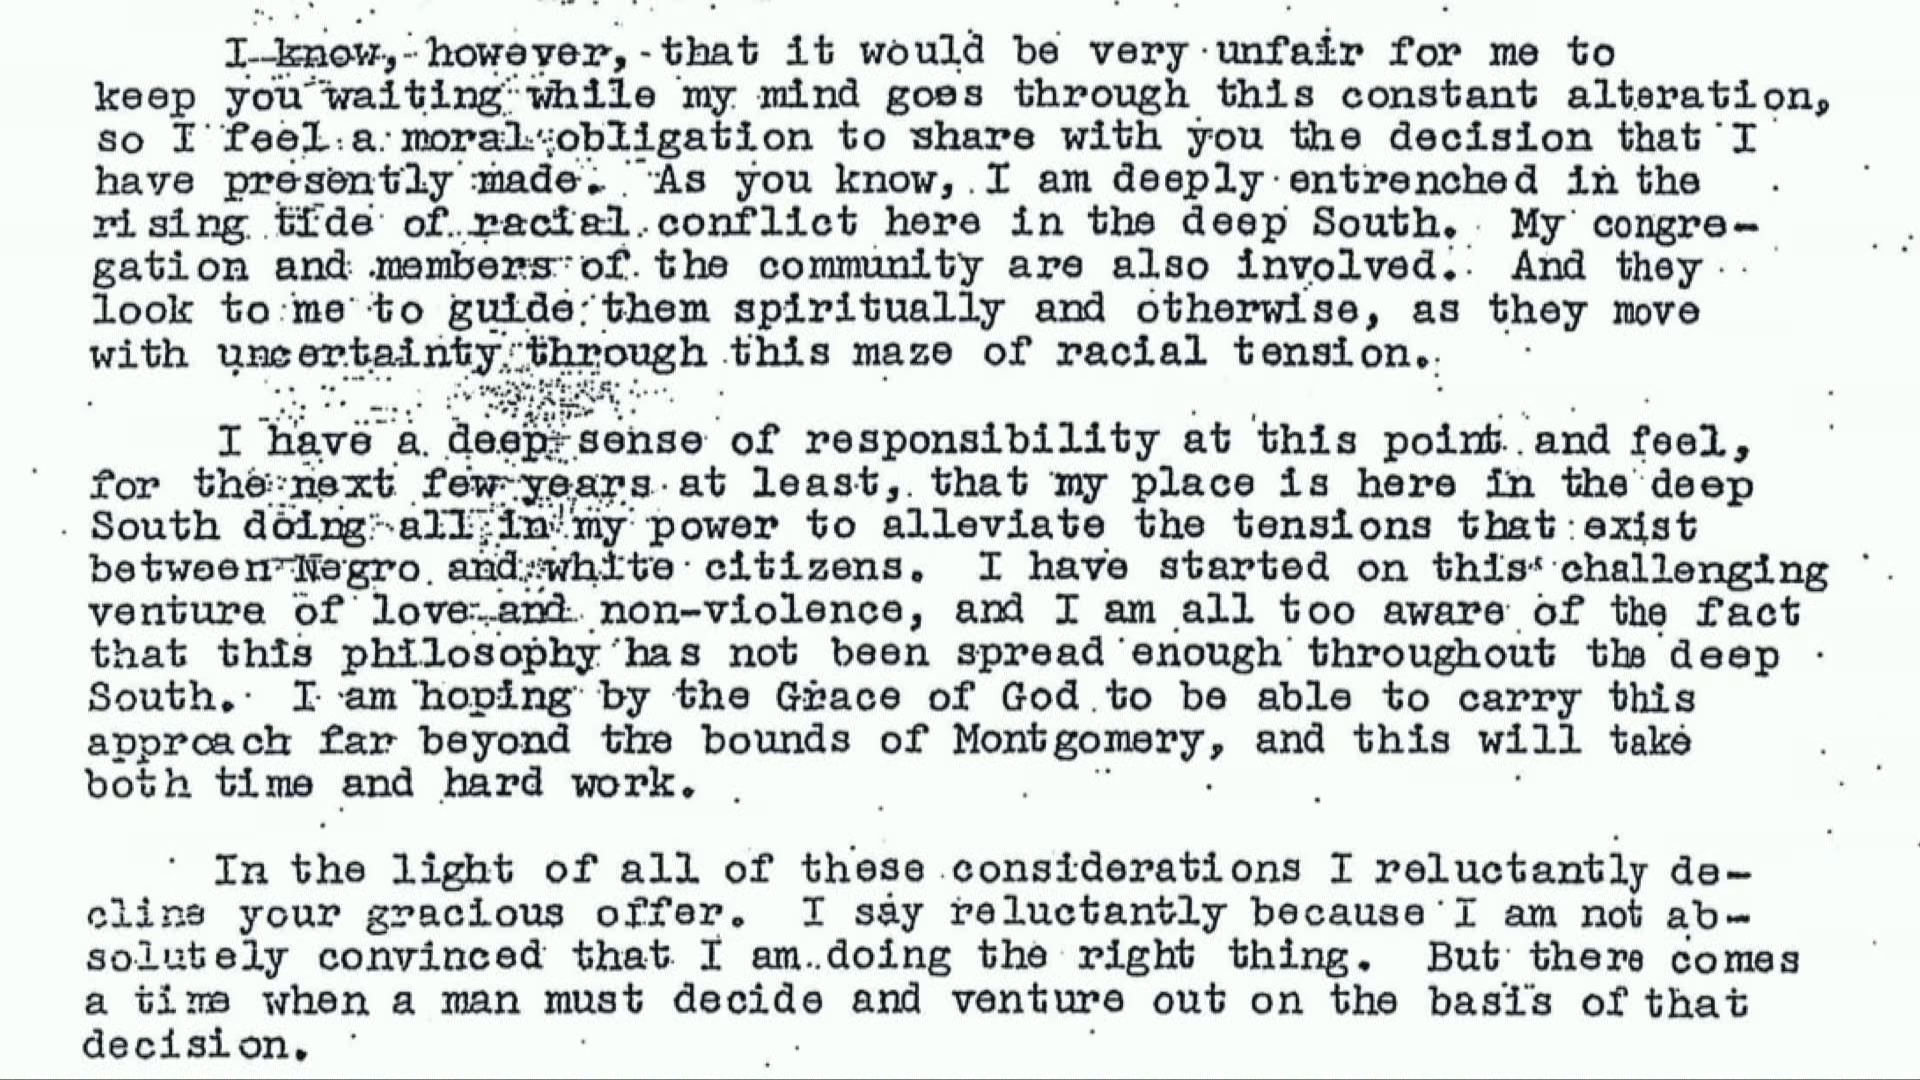 I know, however, that it would be very unfair for me to
keep you waiting while my mind goes through this constant alteration,
so I feel a moral obligation to share with you the decision that I
have presently made. As you know, I am deeply entrenched in the
rising tide of racial conflict here in the deep South. My congre-
gation and members of the community are also involved. And they
look to me to guide them spiritually and otherwise, as they move
with uncertainty through this maze of racial tension.
I have a deep sense of responsibility at this point and feel,
for the next few years at least, that my place is here in the deep
South doing all in my power to alleviate the tensions that exist
between Negro and white citizens. I have started on this challenging
venture of love and non-violence, and I am all too aware of the fact
that this philosophy has not been spread enough throughout the deep
South. I am hoping by the Grace of God to be able to carry this
approach far beyond the bounds of Montgomery, and this will take
both time and hard work.
In the light of all of these considerations I reluctantly de-
cline your gracious offer. I say reluctantly because I am not ab-
solutely convinced that I am doing the right thing. But there comes
a time when a man must decide and venture out on the basis of that
decision.